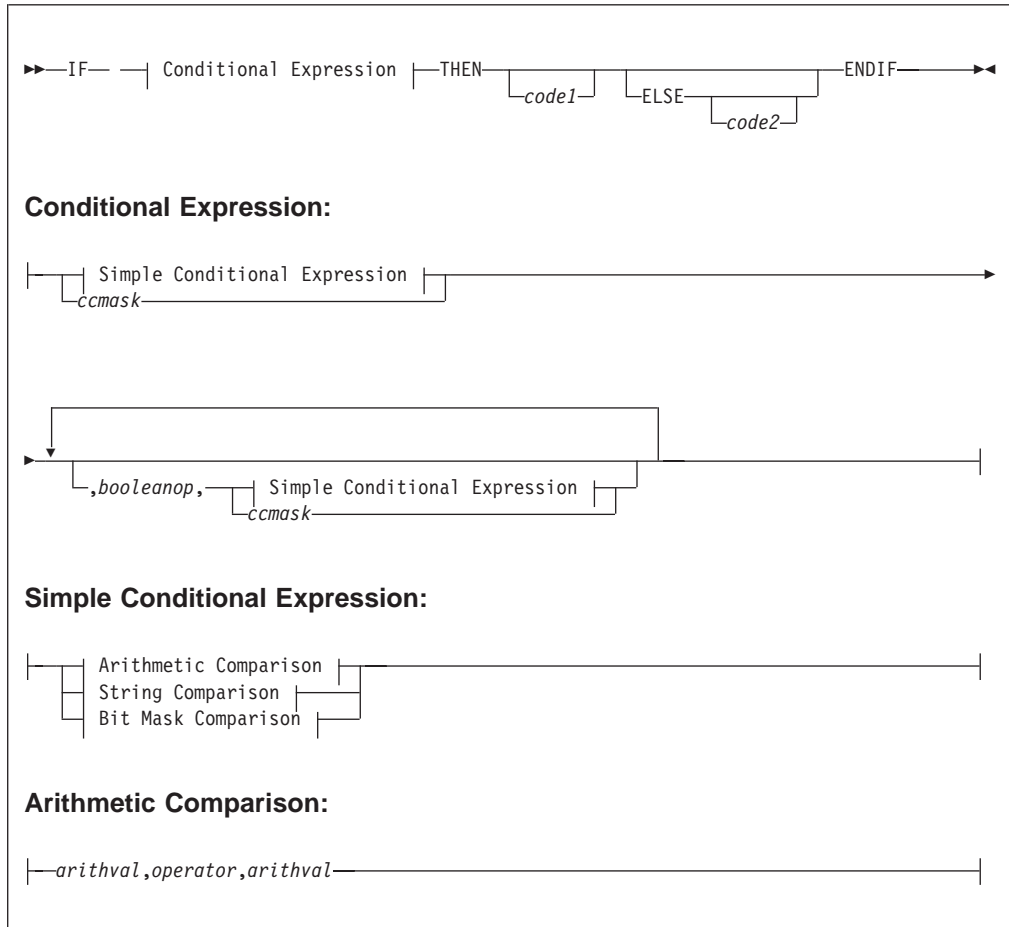 IF Conditional Expression THEN code1 ELSE code2 ENDIF
Conditional Expression:
Simple Conditional Expression
ccmask
,booleanop, Simple Conditional Expression
ccmask
Simple Conditional Expression:
Arithmetic Comparison
String Comparison
Bit Mask Comparison
Arithmetic Comparison:
arithval,operator,arithval